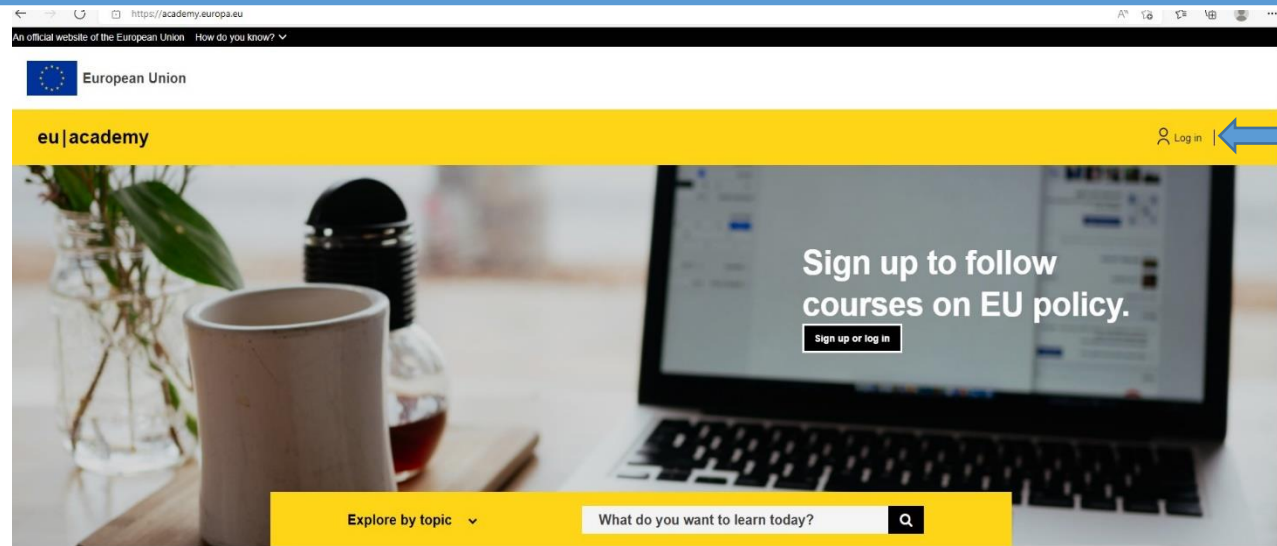 https://academy.europa.eu
An official website of the European Union How do you know?
European Union
eu|academy
Log in
Sign up to follow
courses on EU policy.
Sign up or log in
Explore by topic
What do you want to learn today?